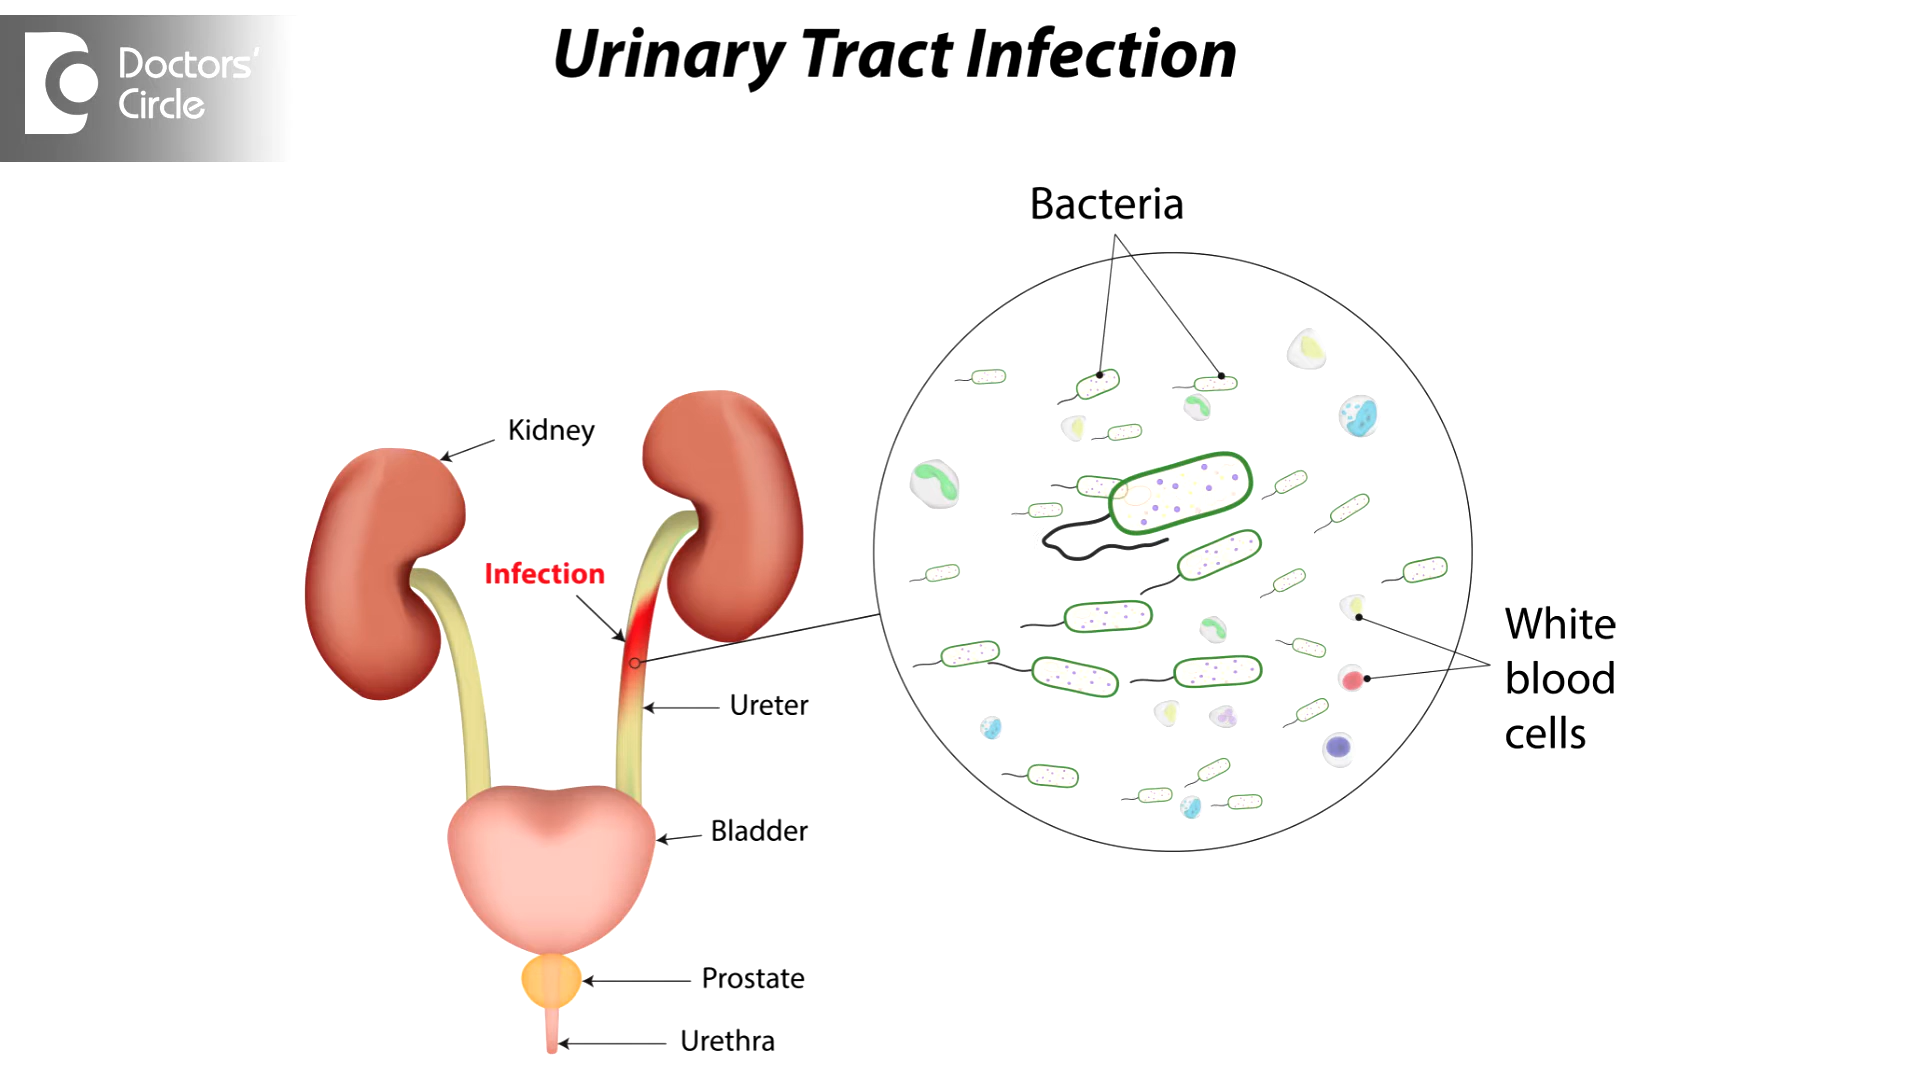 Doctors'
Circle
Urinary Tract Infection
Bacteria
Kidney
Infection
White
blood
cells
Ureter
Bladder
Prostate
Urethra